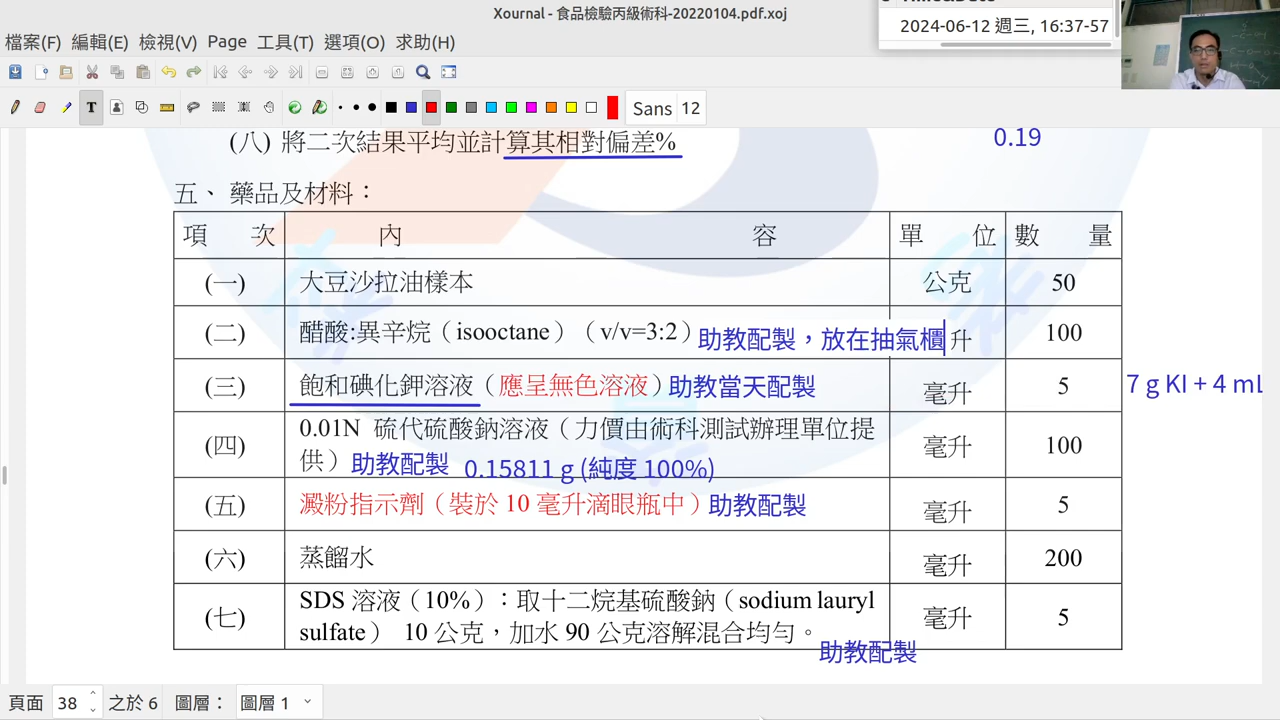 Xournal - 食品檢驗丙級術科-20220104.pdf.xoj
2024-06-12 週三, 16:37-57
檔案(F) 編輯(E) 檢視(V) Page 工具(T) 選項(O) 求助(H)
Sans 12
(八) 將二次結果平均並計算其相對偏差%
0.19
五、 藥品及材料：
項 次 內 容 單 位 數 量
(一) 大豆沙拉油樣本 公克 50
(二) 醋酸:異辛烷（isooctane）（v/v=3:2）助教配製，放在抽氣櫃 升 100
(三) 飽和碘化鉀溶液（應呈無色溶液）助教當天配製 毫升 5 7 g KI + 4 mL
(四) 0.01N 硫代硫酸鈉溶液（力價由術科測試辦理單位提 毫升 100
供） 助教配製 0.15811 g (純度 100%)
(五) 澱粉指示劑（裝於 10 毫升滴眼瓶中）助教配製 毫升 5
(六) 蒸餾水 毫升 200
(七) SDS 溶液（10%）：取十二烷基硫酸鈉（sodium lauryl 毫升 5
sulfate） 10 公克，加水 90 公克溶解混合均勻。
助教配製
頁面 38 之於 6 圖層： 圖層 1